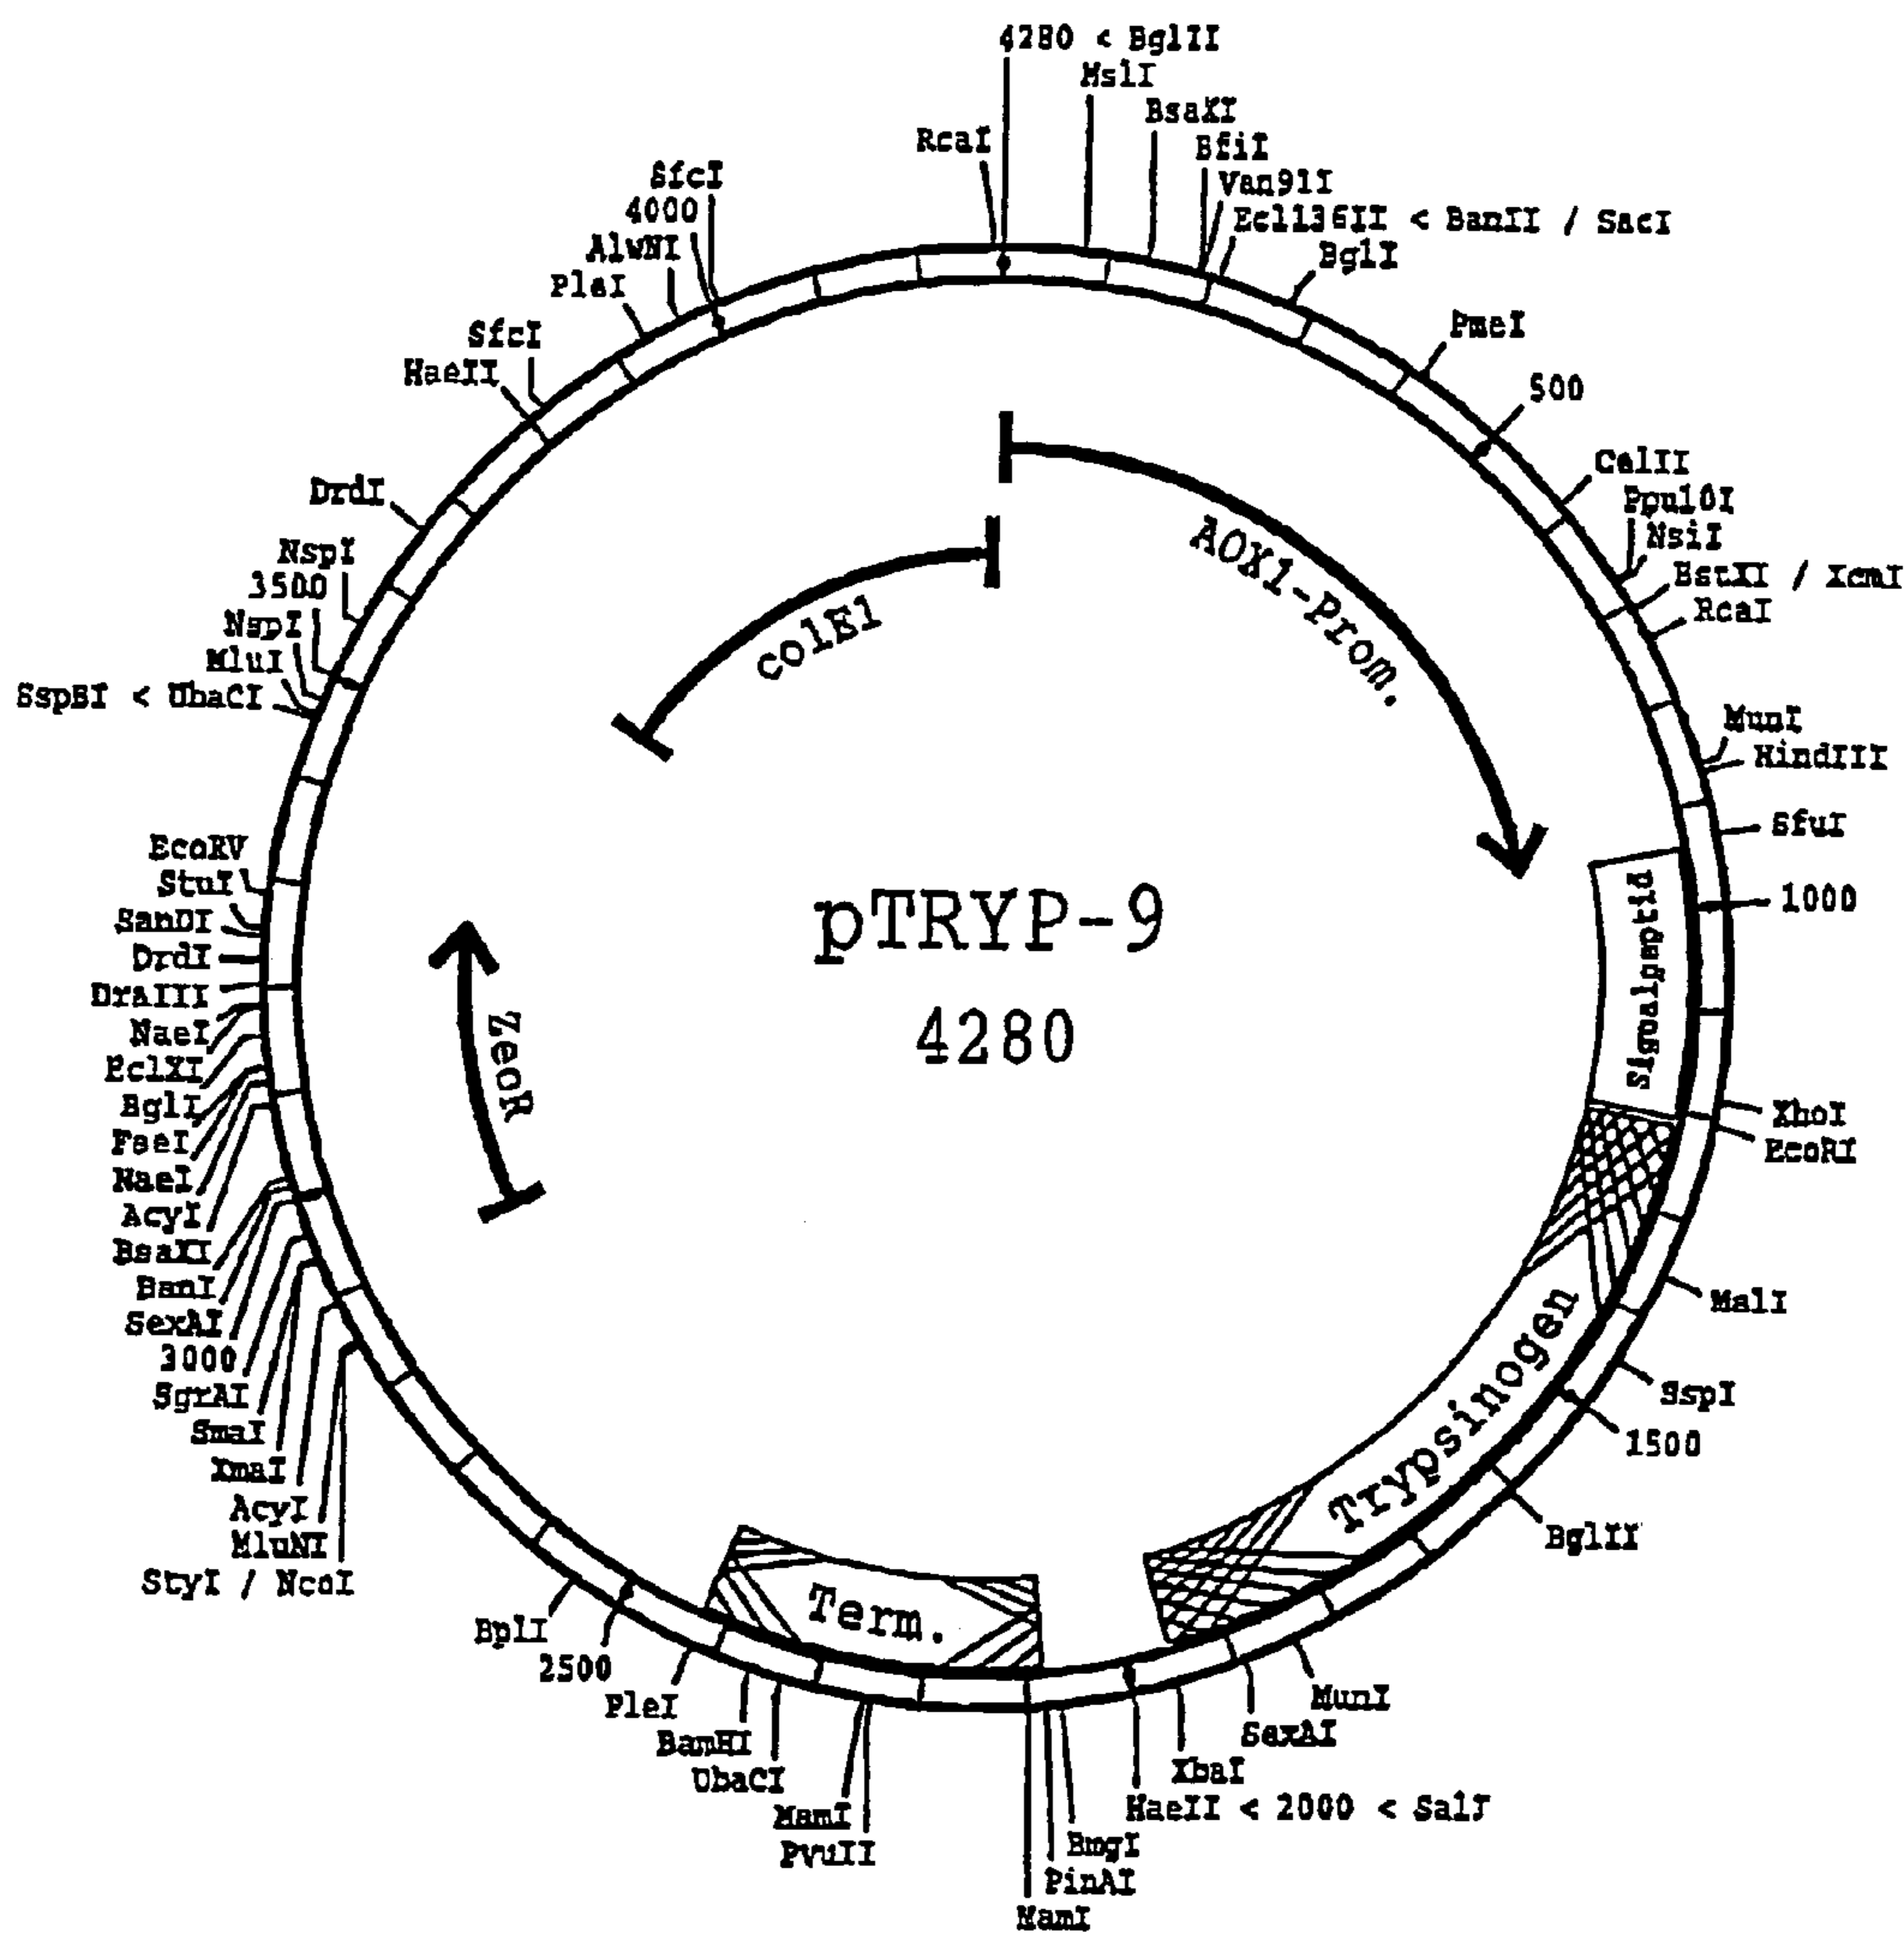 4280 < BglII
MslI
BsaXI
BfiI
Van91I
Ecl136II < BanII / SacI
BglI
PmeI
500
CelII
Ppu10I
NsiI
BstXI / XcmI
RcaI
MunI
HindIII
SfuI
1000
XhoI
EcoRI
MslI
SspI
1500
BglII
MunI
SexAI
XbaI
HaeII < 2000 < SalI
BmgI
PinAI
MamI
PvuII
MamI
UbaCI
BamHI
PleI
2500
BplI
StyI / NcoI
MluNI
AcyI
XmaI
SmaI
SgrAI
3000
SexAI
BanI
BsaXI
AcyI
NaeI
FseI
BglI
EclXI
NaeI
DraIII
DrdI
SanDI
StuI
EcoRV
SspBI < UbaCI
MluI
NspI
3500
NspI
DrdI
HaeII
SfcI
PleI
AlwNI
4000
SfcI
RcaI
AOX1-Prom.
colE1
ZeoR
Signalpeptid
Trypsinogen
Term.
pTRYP-9
4280